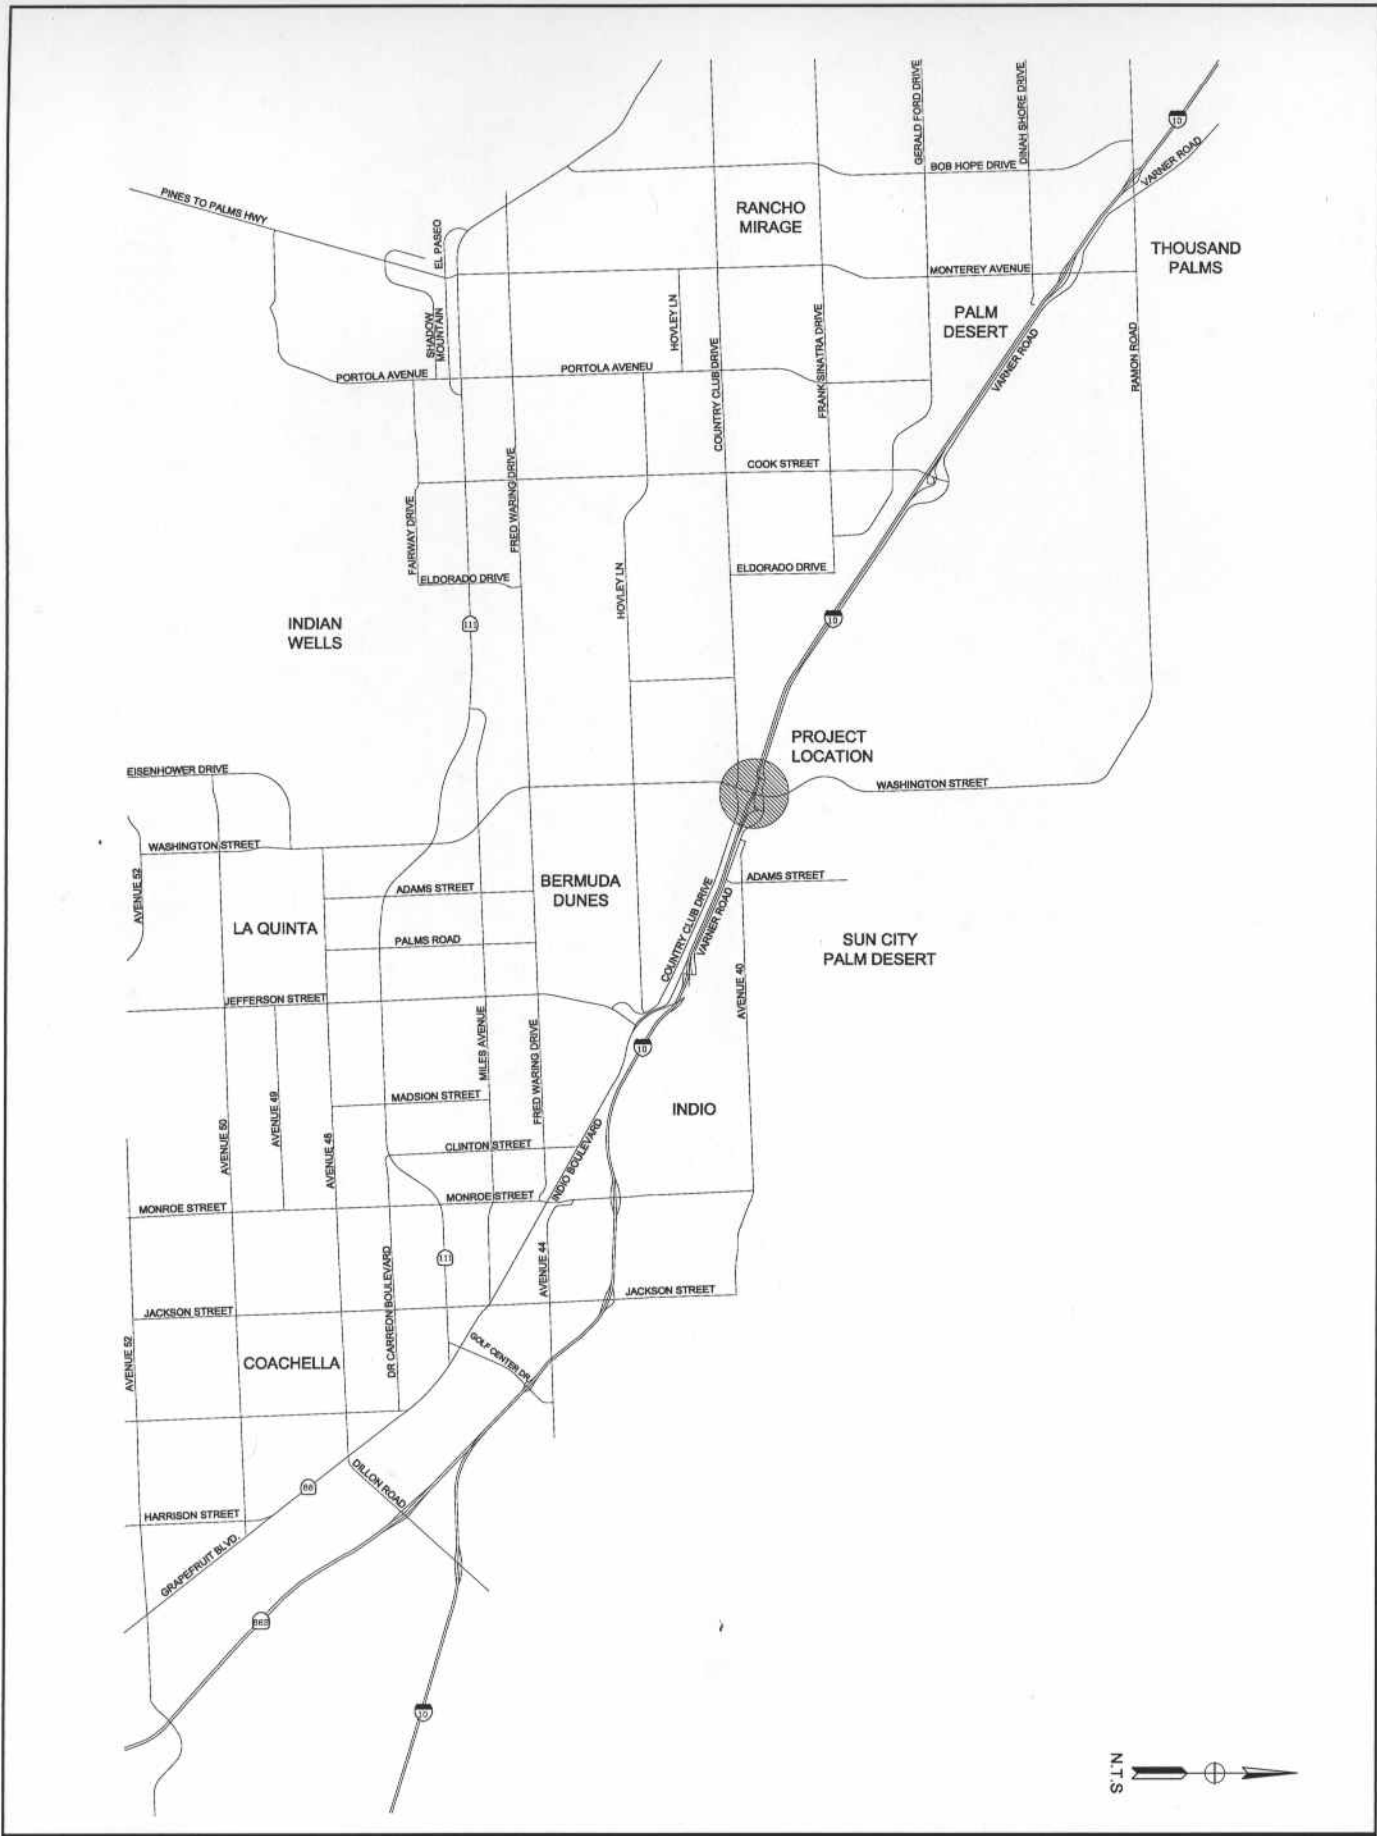 GERALD FORD DRIVE
DINAH SHORE DRIVE
10
BOB HOPE DRIVE
VARNER ROAD
PINES TO PALMS HWY
EL PASEO
RANCHO
MIRAGE
THOUSAND
PALMS
MONTEREY AVENUE
SHADOW
MOUNTAIN
HOVLEY LN
COUNTRY CLUB DRIVE
FRANK SINATRA DRIVE
PALM
DESERT
VARNER ROAD
RAMON ROAD
PORTOLA AVENUE
PORTOLA AVENEU
COOK STREET
FAIRWAY DRIVE
FRED WARING DRIVE
ELDORADO DRIVE
HOVLEY LN
ELDORADO DRIVE
INDIAN
WELLS
111
10
PROJECT
LOCATION
EISENHOWER DRIVE
WASHINGTON STREET
WASHINGTON STREET
AVENUE 52
ADAMS STREET
BERMUDA
DUNES
ADAMS STREET
LA QUINTA
PALMS ROAD
COUNTRY CLUB DRIVE
VARNER ROAD
SUN CITY
PALM DESERT
AVENUE 40
JEFFERSON STREET
MILES AVENUE
FRED WARING DRIVE
10
AVENUE 50
AVENUE 49
AVENUE 48
MADSION STREET
INDIO
CLINTON STREET
INDIO BOULEVARD
MONROE STREET
MONROE STREET
DR CARREON BOULEVARD
111
AVENUE 44
JACKSON STREET
JACKSON STREET
AVENUE 52
COACHELLA
GOLF CENTER DR
DILLON ROAD
86
HARRISON STREET
GRAPEFRUIT BLVD.
10
N.T.S